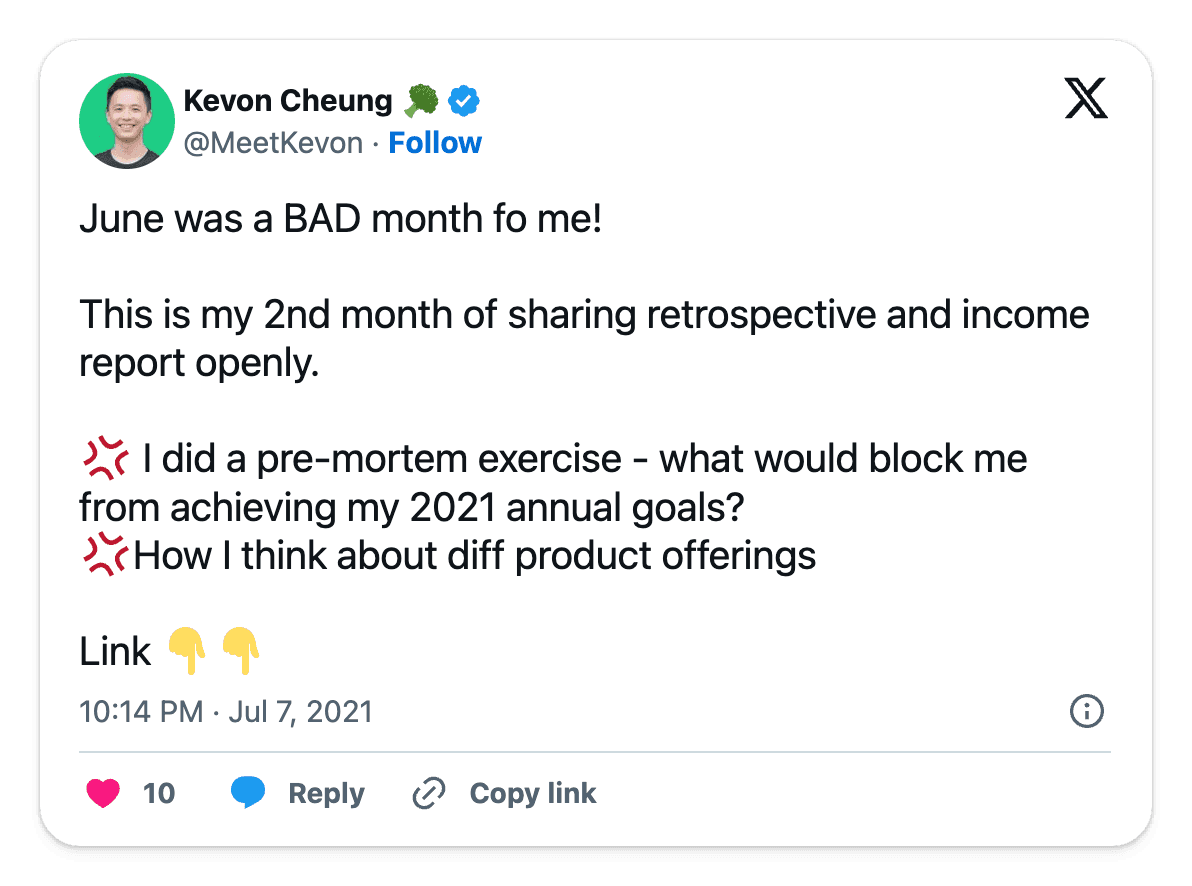 Kevon Cheung 🥦
@MeetKevon · Follow
June was a BAD month fo me!
This is my 2nd month of sharing retrospective and income
report openly.
💢 I did a pre-mortem exercise - what would block me
from achieving my 2021 annual goals?
💢How I think about diff product offerings
Link 👇👇
10:14 PM · Jul 7, 2021
10 Reply Copy link